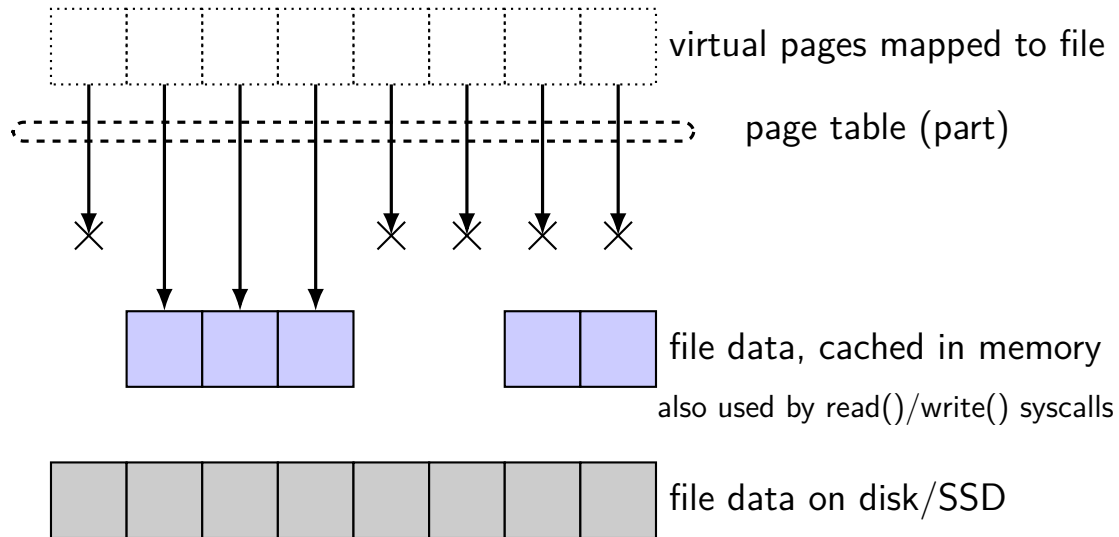 virtual pages mapped to file
page table (part)
file data, cached in memory
also used by read()/write() syscalls
file data on disk/SSD